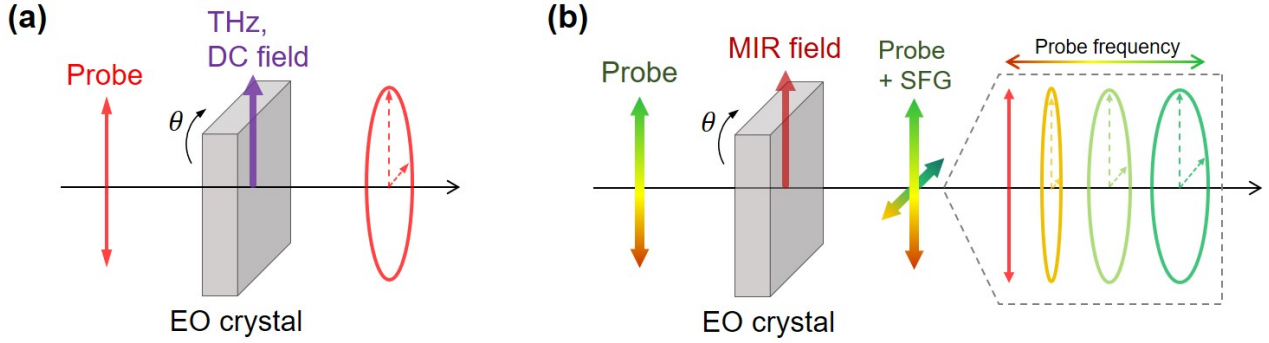 (a)
THz,
DC field
Probe
θ
EO crystal
(b)
MIR field
Probe
Probe
+ SFG
Probe frequency
θ
EO crystal